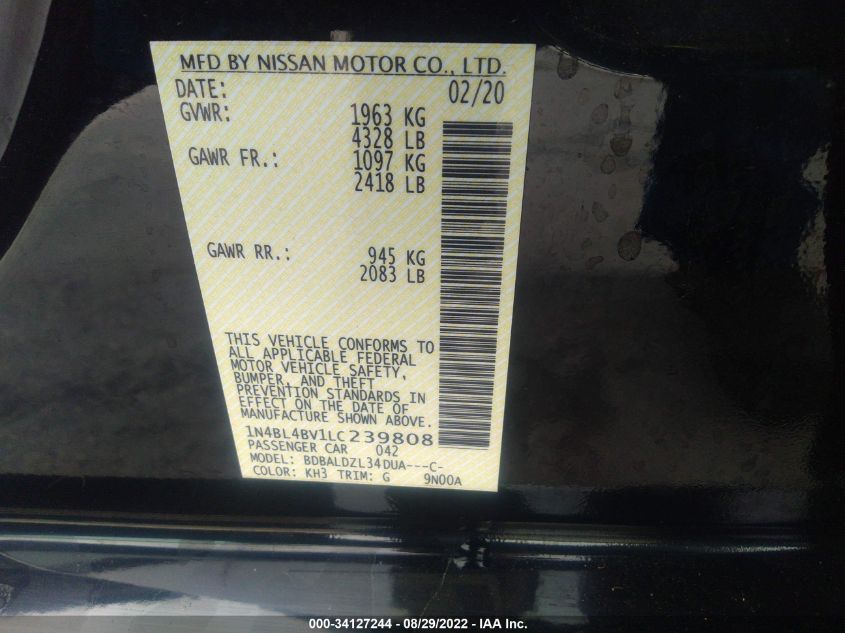 MFD BY NISSAN MOTOR CO., LTD.
DATE: 02/20
GVWR: 1963 KG
4328 LB
GAWR FR.: 1097 KG
2418 LB
GAWR RR.: 945 KG
2083 LB
THIS VEHICLE CONFORMS TO
ALL APPLICABLE FEDERAL
MOTOR VEHICLE SAFETY,
BUMPER, AND THEFT
PREVENTION STANDARDS IN
EFFECT ON THE DATE OF
MANUFACTURE SHOWN ABOVE.
1N4BL4BV1LC239808
PASSENGER CAR 042
MODEL: BDBALDZL34DUA---C-
COLOR: KH3 TRIM: G 9N00A
000-34127244 - 08/29/2022 - IAA Inc.